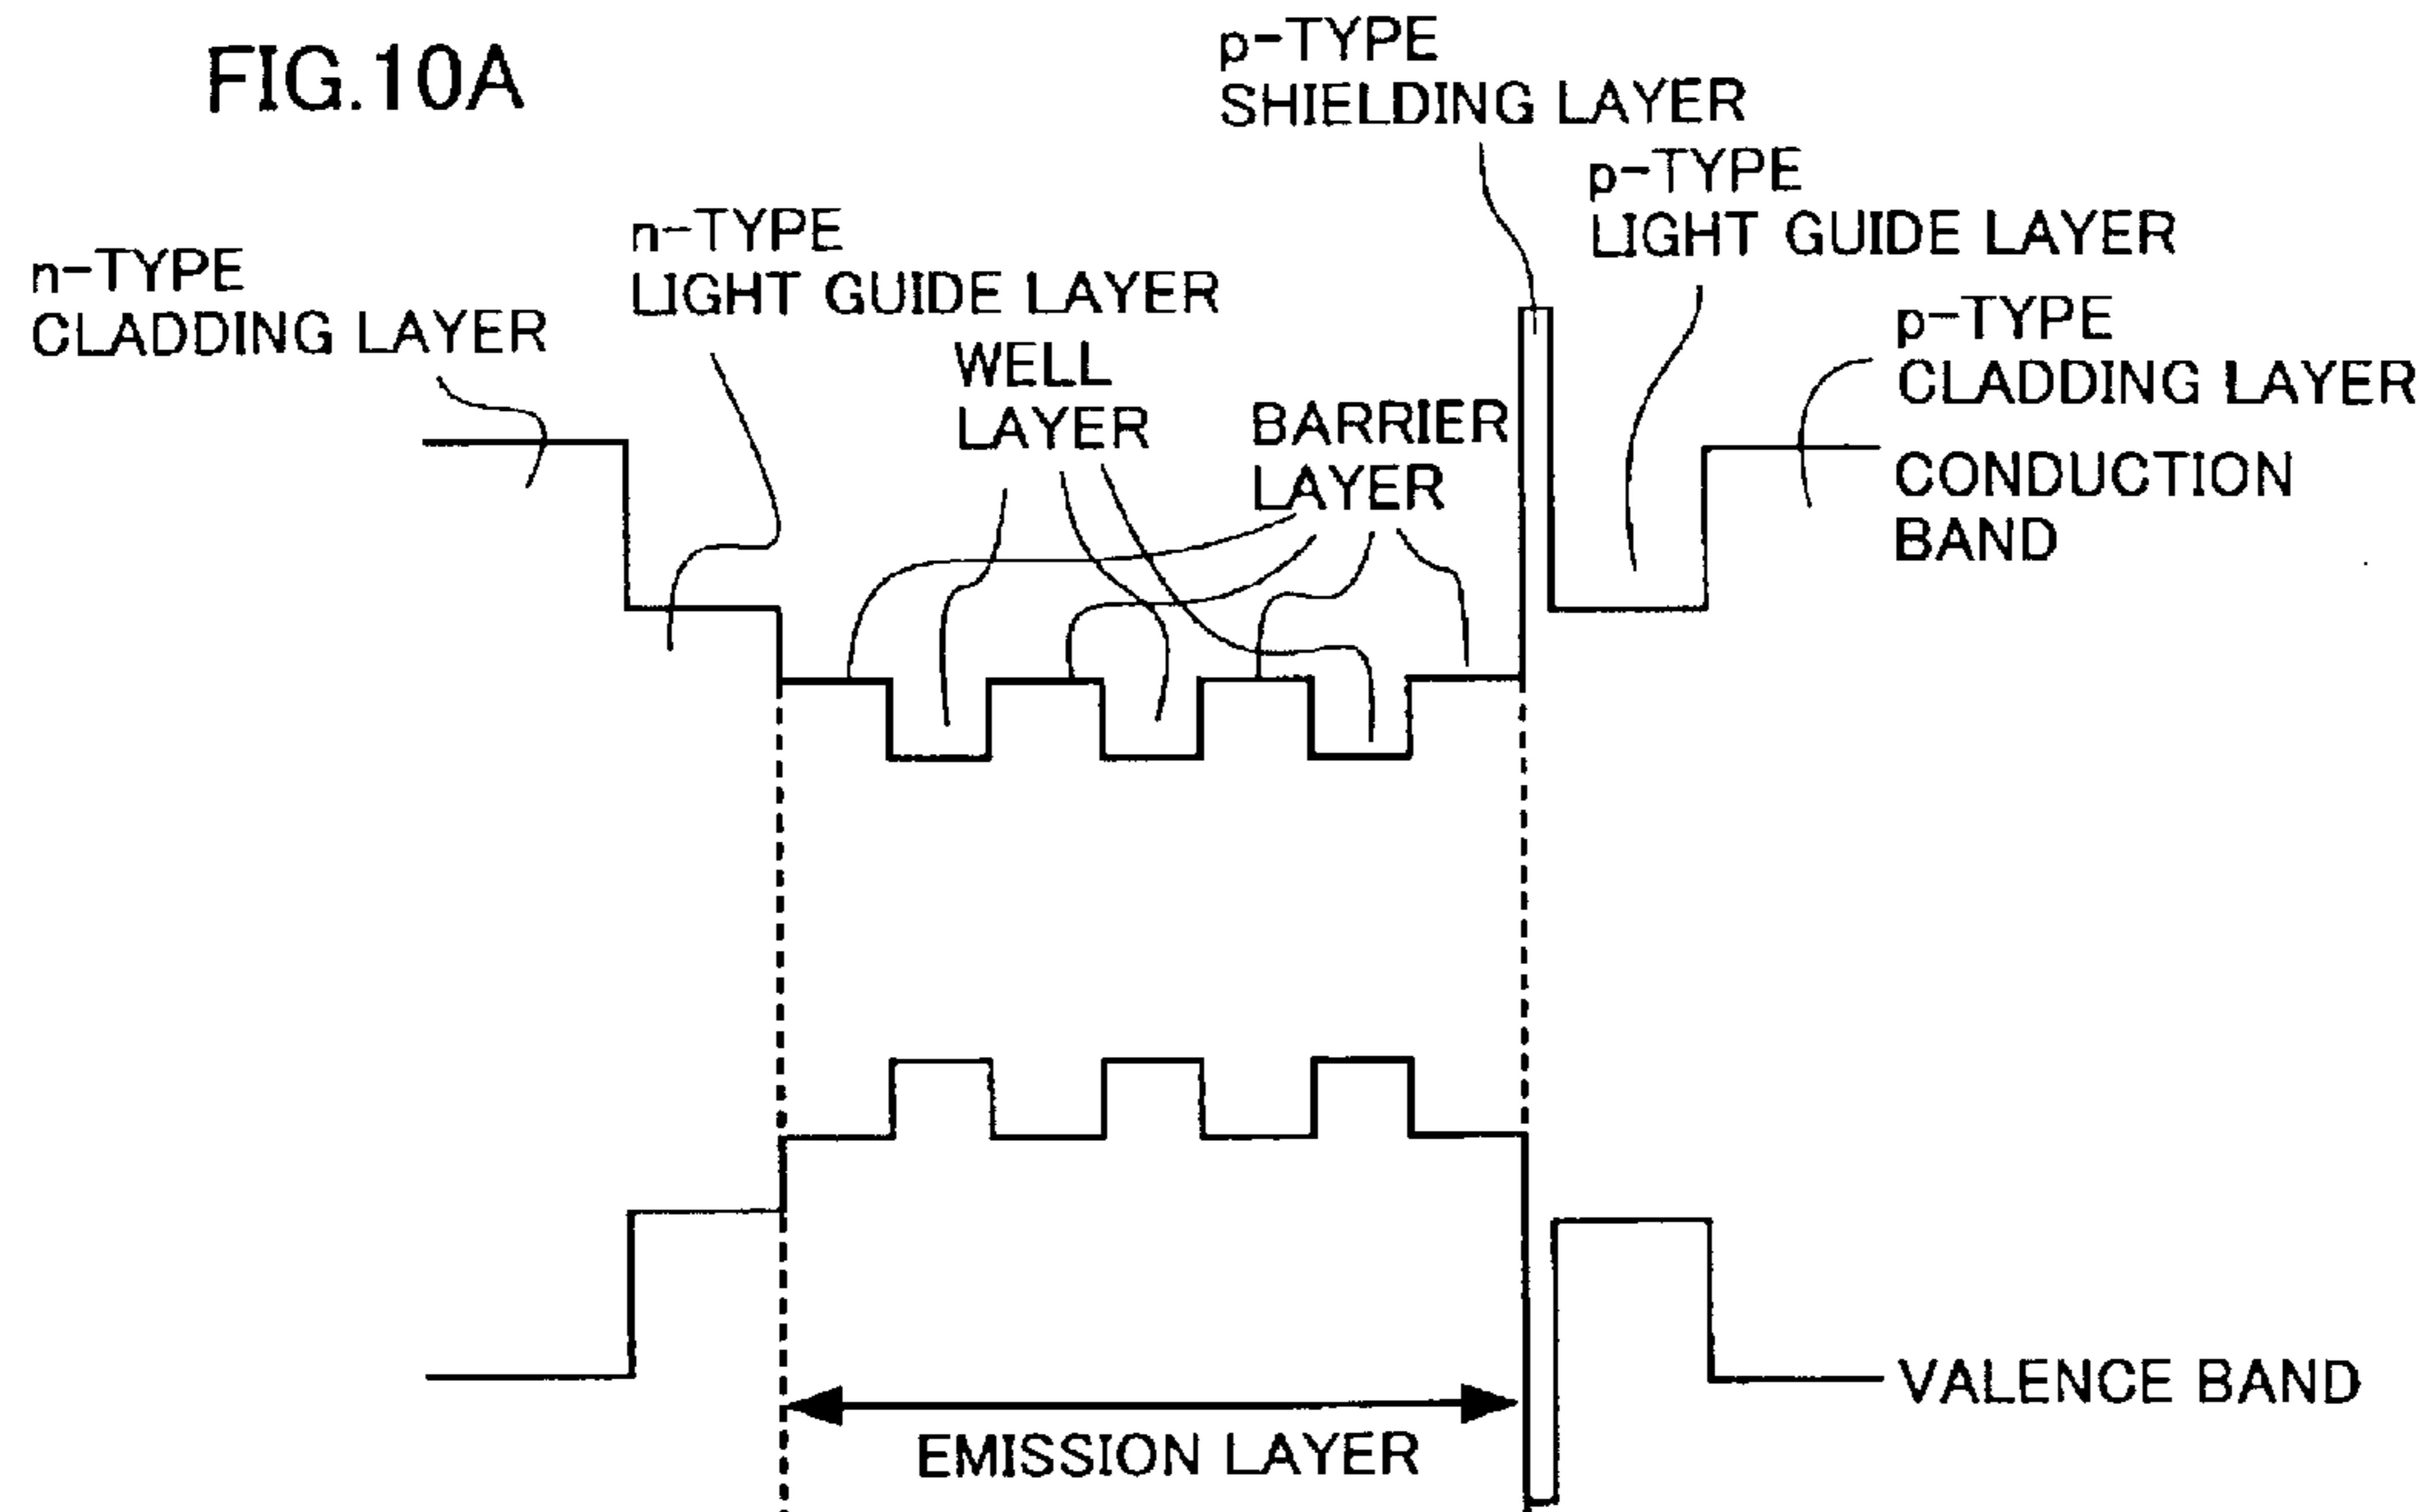 FIG.10A
p-TYPE
SHIELDING LAYER
p-TYPE
LIGHT GUIDE LAYER
n-TYPE
LIGHT GUIDE LAYER
n-TYPE
CLADDING LAYER
WELL
LAYER
BARRIER
LAYER
p-TYPE
CLADDING LAYER
CONDUCTION
BAND
VALENCE BAND
EMISSION LAYER